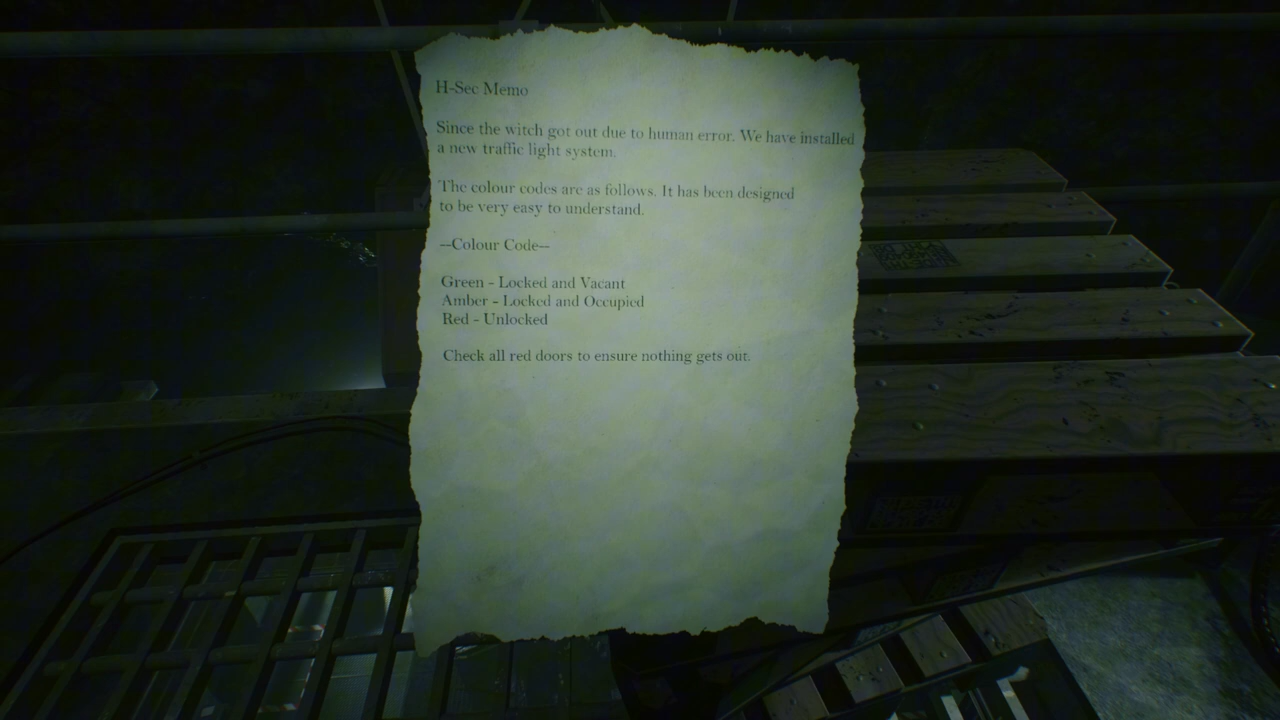 H-Sec Memo
Since the witch got out due to human error. We have installed
a new traffic light system.
The colour codes are as follows. It has been designed
to be very easy to understand.
--Colour Code--
Green - Locked and Vacant
Amber - Locked and Occupied
Red - Unlocked
Check all red doors to ensure nothing gets out.